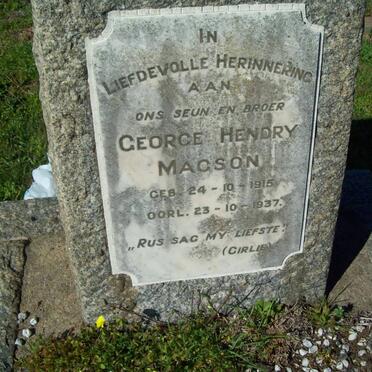 IN
LIEFDEVOLLE HERINNERING
AAN
ONS SEUN EN BROER
GEORGE HENDRY
MACSON
GEB. 24-10-1915
OORL. 23-10-1937.
„RUS SAG MY LIEFSTE"
(GIRLIE)